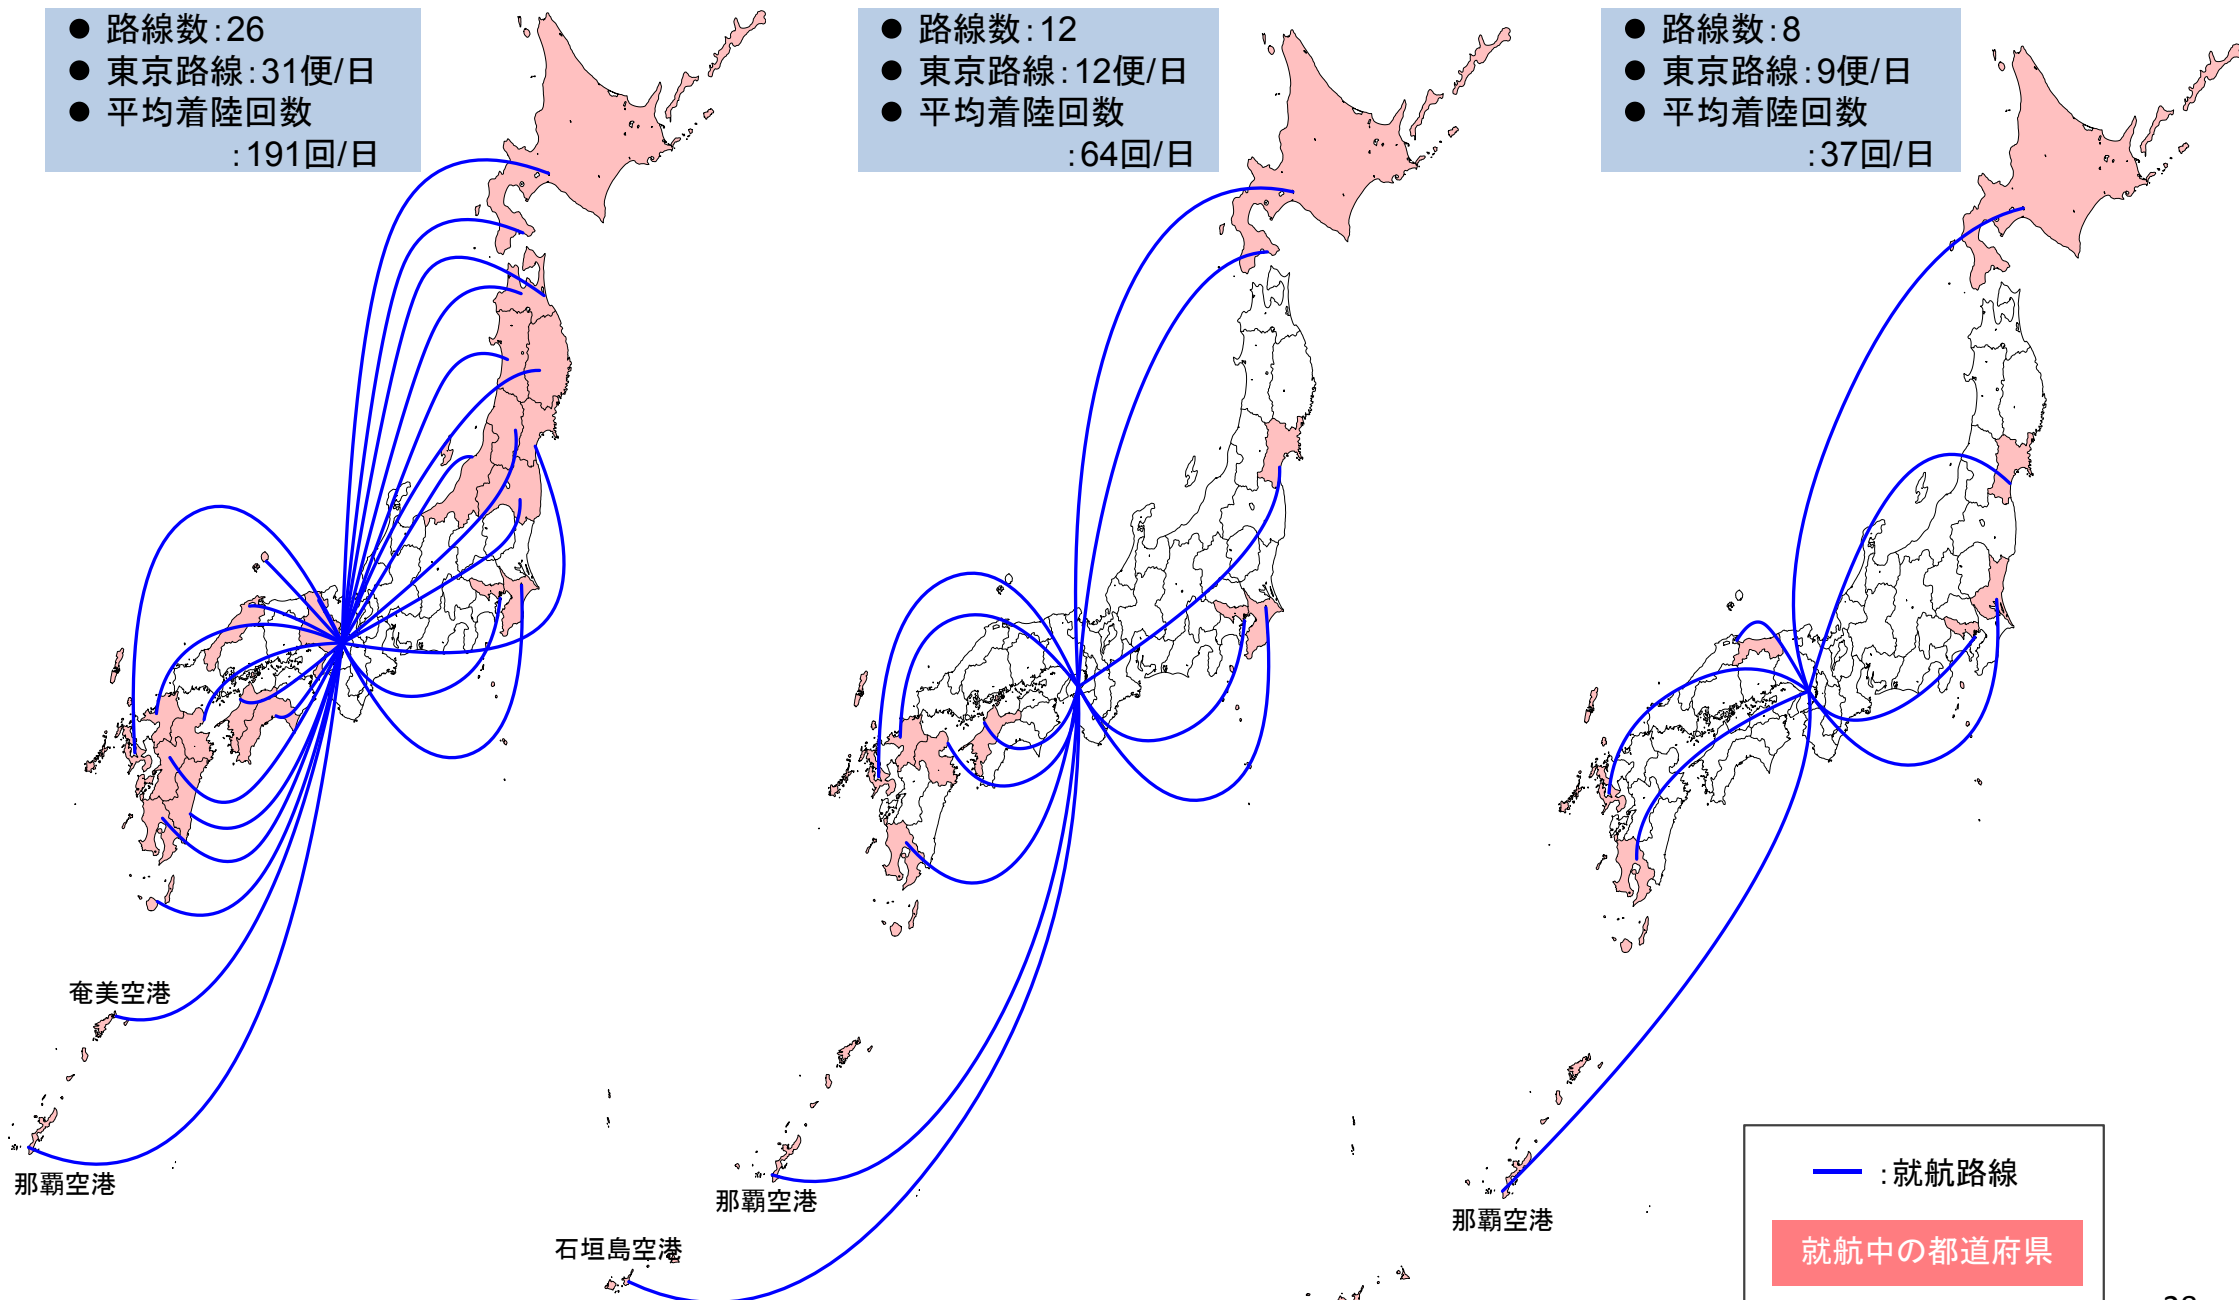 ● 路線数:26
● 東京路線:31便/日
● 平均着陸回数
:191回/日
● 路線数:12
● 東京路線:12便/日
● 平均着陸回数
:64回/日
● 路線数:8
● 東京路線:9便/日
● 平均着陸回数
:37回/日
奄美空港
那覇空港
那覇空港
石垣島空港
那覇空港
:就航路線
就航中の都道府県